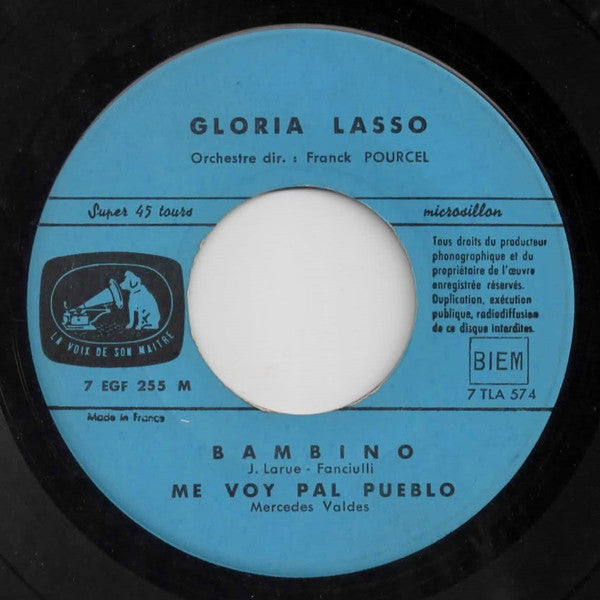 GLORIA LASSO
Orchestre dir. : Franck POURCEL
Super 45 tours
microsillon
Tous droits du producteur
phonographique et du
propriétaire de l'œuvre
enregistrée réservés.
Duplication, exécution
publique, radiodiffusion
de ce disque interdites.
LA VOIX DE SON MAITRE
7 EGF 255 M
BIEM
7 TLA 574
Made in France
BAMBINO
J. Larue - Fanciulli
ME VOY PAL PUEBLO
Mercedes Valdes